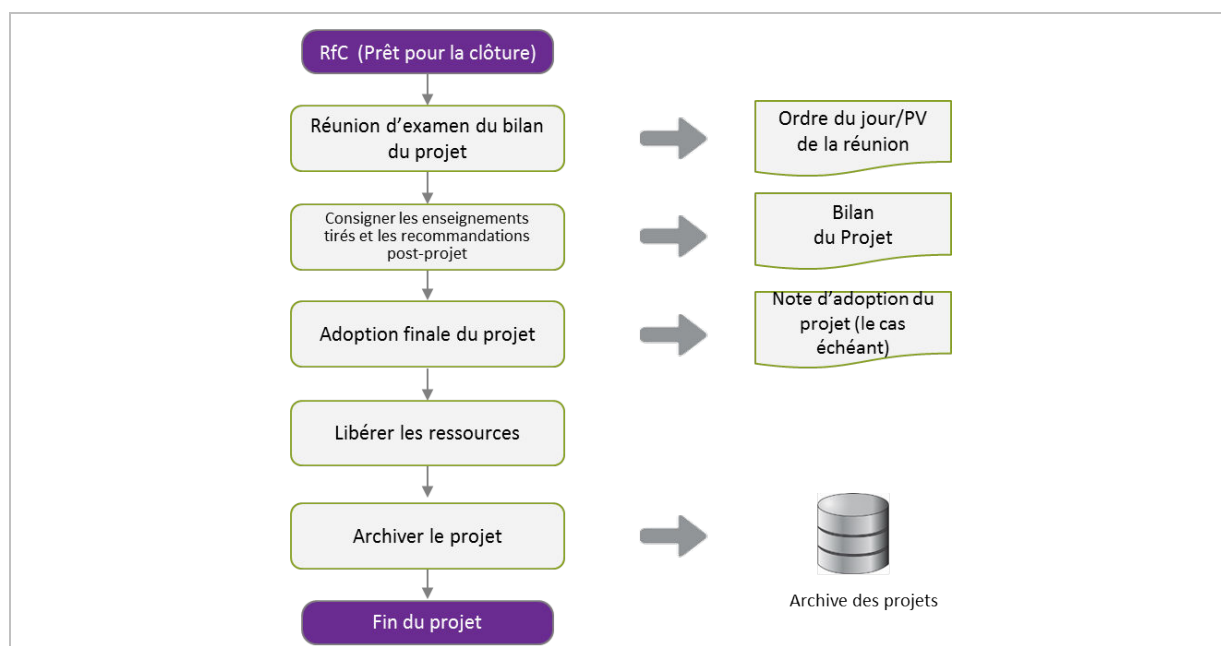 RfC (Prêt pour la clôture)
Réunion d'examen du bilan
du projet
Ordre du jour/PV
de la réunion
Consigner les enseignements
tirés et les recommandations
post-projet
Bilan
du Projet
Adoption finale du projet
Note d'adoption du
projet (le cas
échéant)
Libérer les ressources
Archiver le projet
Archive des projets
Fin du projet